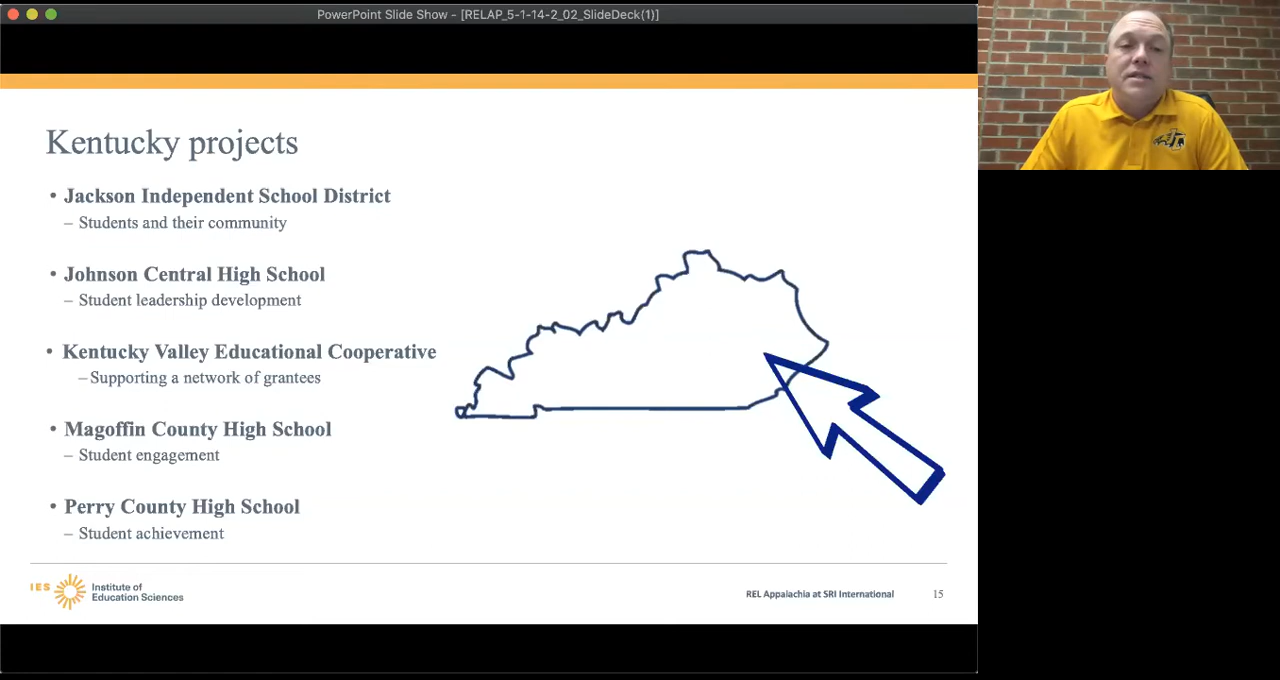 PowerPoint Slide Show - [RELAP_5-1-14-2_02_SlideDeck(1)]
Kentucky projects
• Jackson Independent School District
– Students and their community
• Johnson Central High School
– Student leadership development
• Kentucky Valley Educational Cooperative
–Supporting a network of grantees
• Magoffin County High School
– Student engagement
• Perry County High School
– Student achievement
IES
Institute of
Education Sciences
REL Appalachia at SRI International
15